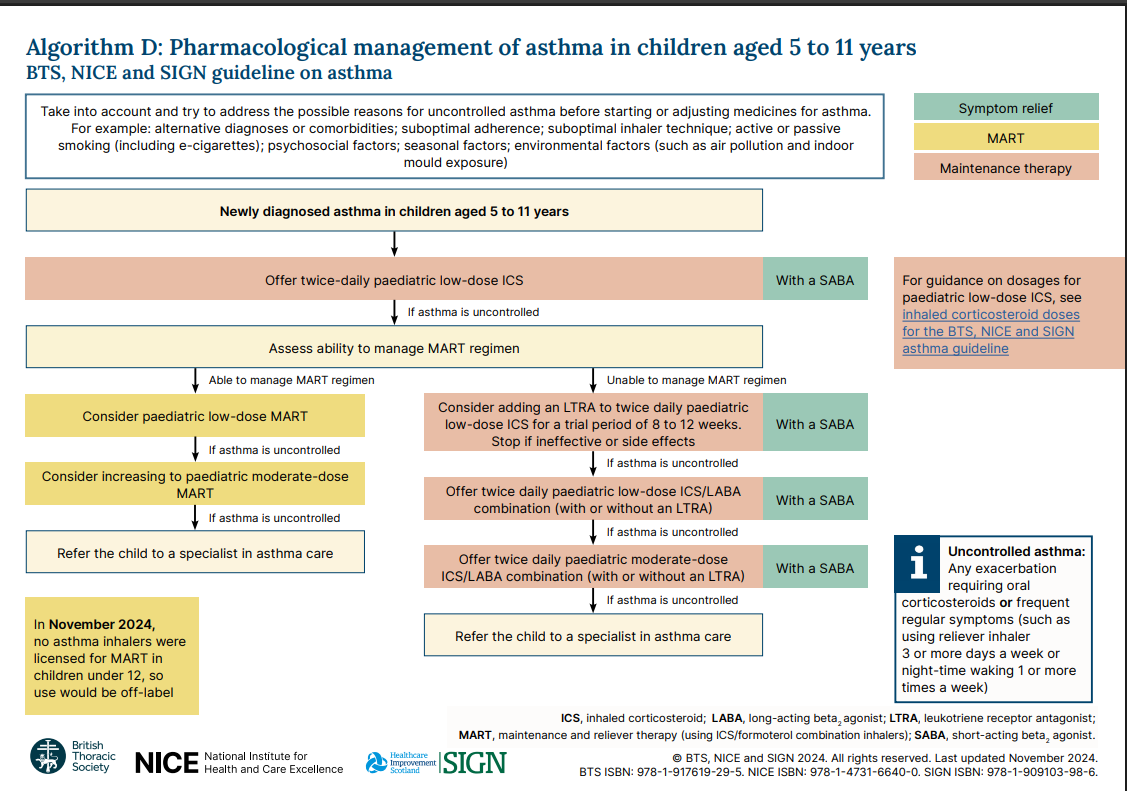 Algorithm D: Pharmacological management of asthma in children aged 5 to 11 years
BTS, NICE and SIGN guideline on asthma
Take into account and try to address the possible reasons for uncontrolled asthma before starting or adjusting medicines for asthma.
For example: alternative diagnoses or comorbidities; suboptimal adherence; suboptimal inhaler technique; active or passive
smoking (including e-cigarettes); psychosocial factors; seasonal factors; environmental factors (such as air pollution and indoor
mould exposure)
Symptom relief
MART
Maintenance therapy
Newly diagnosed asthma in children aged 5 to 11 years
Offer twice-daily paediatric low-dose ICS
With a SABA
For guidance on dosages for
paediatric low-dose ICS, see
inhaled corticosteroid doses
for the BTS, NICE and SIGN
asthma guideline
If asthma is uncontrolled
Assess ability to manage MART regimen
Able to manage MART regimen
Consider paediatric low-dose MART
If asthma is uncontrolled
Consider increasing to paediatric moderate-dose
MART
If asthma is uncontrolled
Refer the child to a specialist in asthma care
Unable to manage MART regimen
Consider adding an LTRA to twice daily paediatric
low-dose ICS for a trial period of 8 to 12 weeks.
Stop if ineffective or side effects
With a SABA
If asthma is uncontrolled
Offer twice daily paediatric low-dose ICS/LABA
combination (with or without an LTRA)
With a SABA
If asthma is uncontrolled
Offer twice daily paediatric moderate-dose
ICS/LABA combination (with or without an LTRA)
With a SABA
If asthma is uncontrolled
Refer the child to a specialist in asthma care
i
Uncontrolled asthma:
Any exacerbation
requiring oral
corticosteroids or frequent
regular symptoms (such as
using reliever inhaler
3 or more days a week or
night-time waking 1 or more
times a week)
In November 2024,
no asthma inhalers were
licensed for MART in
children under 12, so
use would be off-label
ICS, inhaled corticosteroid; LABA, long-acting beta2 agonist; LTRA, leukotriene receptor antagonist;
MART, maintenance and reliever therapy (using ICS/formoterol combination inhalers); SABA, short-acting beta2 agonist.
British
Thoracic
Society
NICE
National Institute for
Health and Care Excellence
Healthcare
Improvement
Scotland
SIGN
© BTS, NICE and SIGN 2024. All rights reserved. Last updated November 2024.
BTS ISBN: 978-1-917619-29-5. NICE ISBN: 978-1-4731-6640-0. SIGN ISBN: 978-1-909103-98-6.